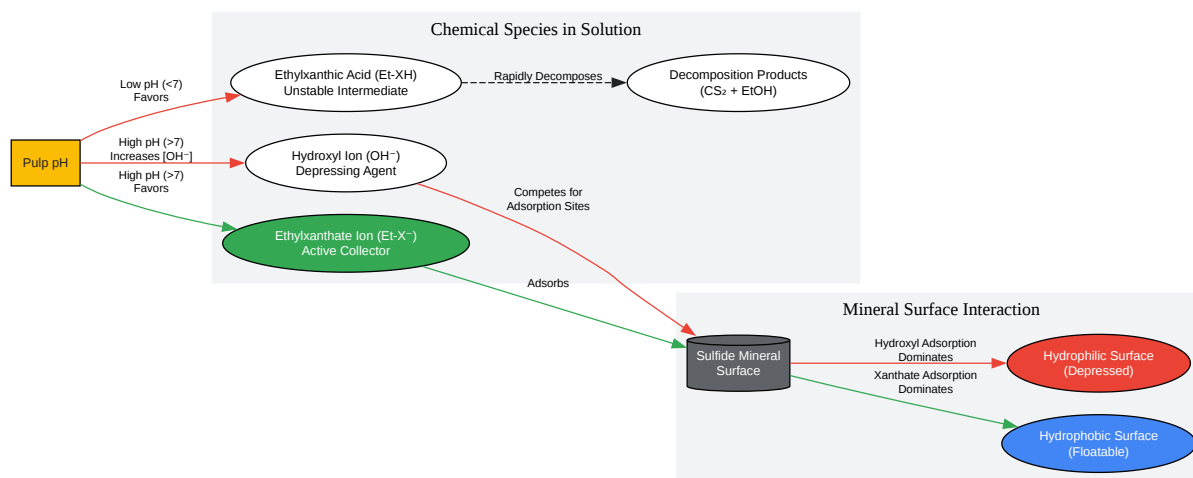 Chemical Species in Solution
Ethylxanthic Acid (Et-XH)
Unstable Intermediate
Rapidly Decomposes
Decomposition Products
(CS₂ + EtOH)
Low pH (<7)
Favors
Pulp pH
High pH (>7)
Increases [OH⁻]
Hydroxyl Ion (OH⁻)
Depressing Agent
High pH (>7)
Favors
Competes for
Adsorption Sites
Ethylxanthate Ion (Et-X⁻)
Active Collector
Adsorbs
Mineral Surface Interaction
Sulfide Mineral
Surface
Hydroxyl Adsorption
Dominates
Hydrophilic Surface
(Depressed)
Xanthate Adsorption
Dominates
Hydrophobic Surface
(Floatable)